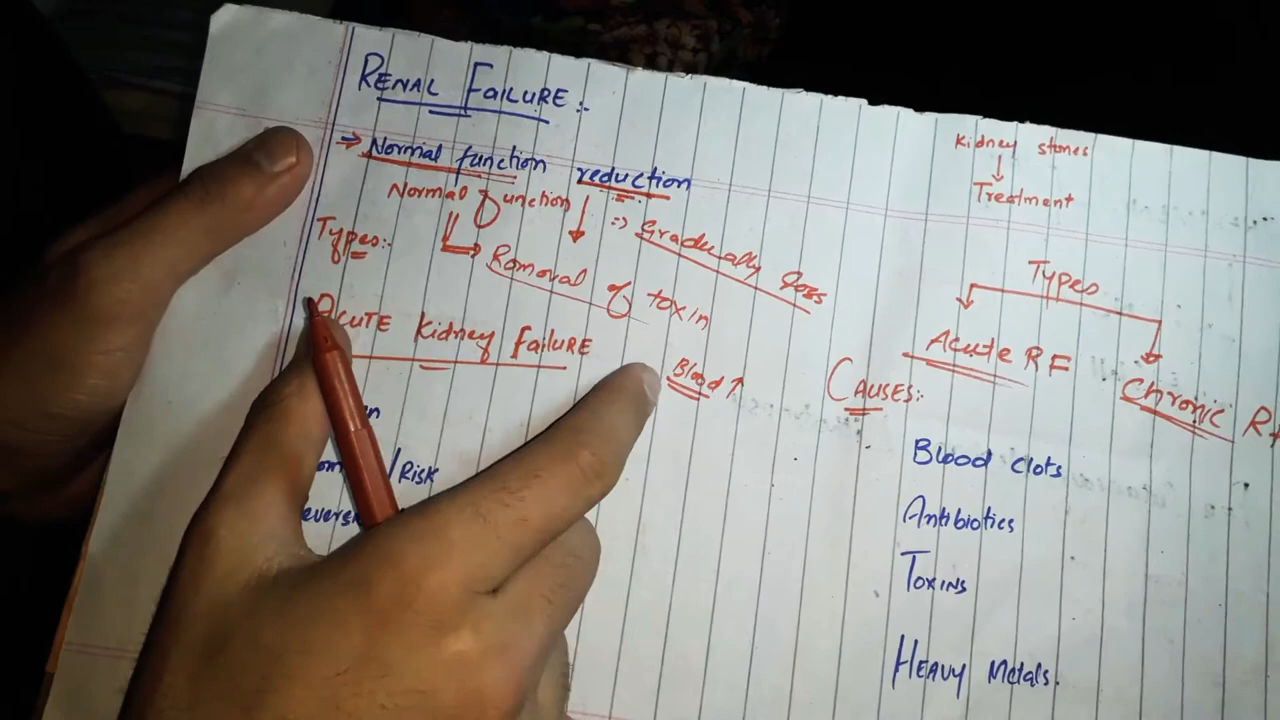 RENAL FAILURE:-
⇒ Normal function reduction
Normal function
⇒ Gradually loss
Types:-
Removal of toxin
ACUTE Kidney FAILURE
Blood ↑
/Risk
Kidney stones
↓
Treatment
Types
Acute RF
Chronic RF
CAUSES:-
Blood clots
Antibiotics
TOXINS
HEAVY Metals.